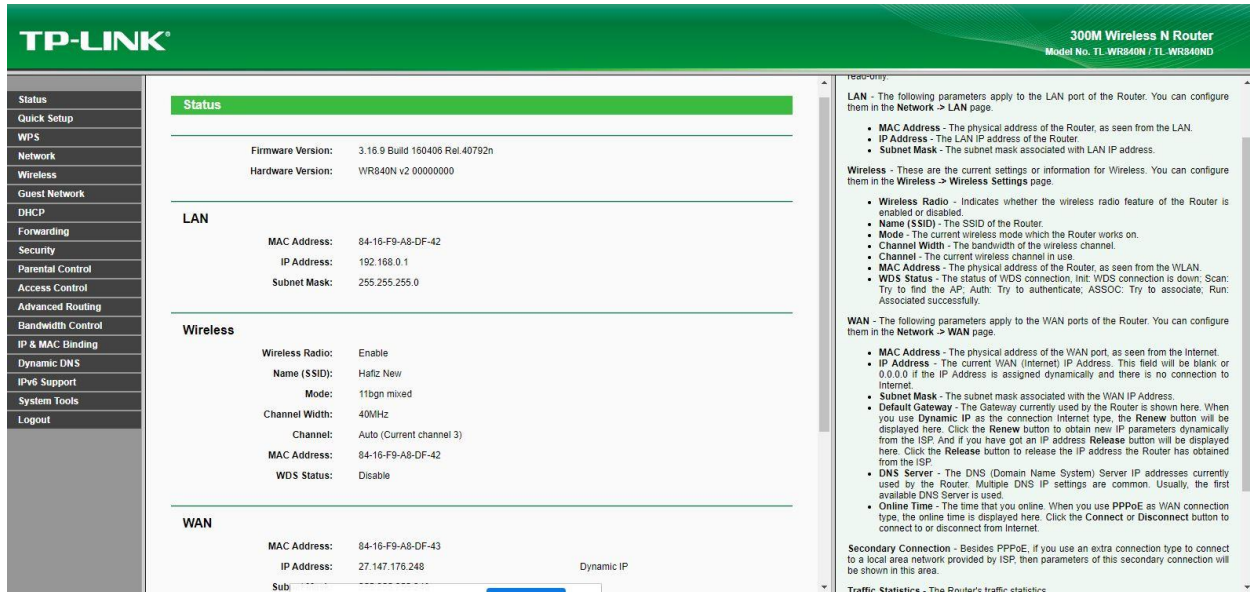 TP-LINK®
300M Wireless N Router
Model No. TL-WR840N / TL-WR840ND
Status
Quick Setup
WPS
Network
Wireless
Guest Network
DHCP
Forwarding
Security
Parental Control
Access Control
Advanced Routing
Bandwidth Control
IP & MAC Binding
Dynamic DNS
IPv6 Support
System Tools
Logout
Status
Firmware Version: 3.16.9 Build 160406 Rel.40792n
Hardware Version: WR840N v2 00000000
LAN
MAC Address: 84-16-F9-A8-DF-42
IP Address: 192.168.0.1
Subnet Mask: 255.255.255.0
Wireless
Wireless Radio: Enable
Name (SSID): Hafiz New
Mode: 11bgn mixed
Channel Width: 40MHz
Channel: Auto (Current channel 3)
MAC Address: 84-16-F9-A8-DF-42
WDS Status: Disable
WAN
MAC Address: 84-16-F9-A8-DF-43
IP Address: 27.147.176.248 Dynamic IP
Sub
read-only.
LAN - The following parameters apply to the LAN port of the Router. You can configure
them in the Network -> LAN page.
• MAC Address - The physical address of the Router, as seen from the LAN.
• IP Address - The LAN IP address of the Router.
• Subnet Mask - The subnet mask associated with LAN IP address.
Wireless - These are the current settings or information for Wireless. You can configure
them in the Wireless -> Wireless Settings page.
• Wireless Radio - Indicates whether the wireless radio feature of the Router is
enabled or disabled.
• Name (SSID) - The SSID of the Router.
• Mode - The current wireless mode which the Router works on.
• Channel Width - The bandwidth of the wireless channel.
• Channel - The current wireless channel in use.
• MAC Address - The physical address of the Router, as seen from the WLAN.
• WDS Status - The status of WDS connection, Init: WDS connection is down; Scan:
Try to find the AP; Auth: Try to authenticate; ASSOC: Try to associate; Run:
Associated successfully.
WAN - The following parameters apply to the WAN ports of the Router. You can configure
them in the Network -> WAN page.
• MAC Address - The physical address of the WAN port, as seen from the Internet.
• IP Address - The current WAN (Internet) IP Address. This field will be blank or
0.0.0.0 if the IP Address is assigned dynamically and there is no connection to
Internet.
• Subnet Mask - The subnet mask associated with the WAN IP Address.
• Default Gateway - The Gateway currently used by the Router is shown here. When
you use Dynamic IP as the connection Internet type, the Renew button will be
displayed here. Click the Renew button to obtain new IP parameters dynamically
from the ISP. And if you have got an IP address Release button will be displayed
here. Click the Release button to release the IP address the Router has obtained
from the ISP.
• DNS Server - The DNS (Domain Name System) Server IP addresses currently
used by the Router. Multiple DNS IP settings are common. Usually, the first
available DNS Server is used.
• Online Time - The time that you online. When you use PPPoE as WAN connection
type, the online time is displayed here. Click the Connect or Disconnect button to
connect to or disconnect from Internet.
Secondary Connection - Besides PPPoE, if you use an extra connection type to connect
to a local area network provided by ISP, then parameters of this secondary connection will
be shown in this area.
Traffic Statistics - The Router's traffic statistics.